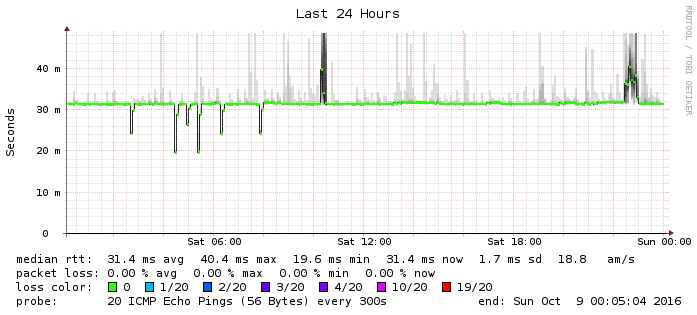 Last 24 Hours
RRDTOOL / TOBI OETIKER
Seconds
40 m
30 m
20 m
10 m
0
Sat 06:00 Sat 12:00 Sat 18:00 Sun 00:00
median rtt: 31.4 ms avg 40.4 ms max 19.6 ms min 31.4 ms now 1.7 ms sd 18.8 am/s
packet loss: 0.00 % avg 0.00 % max 0.00 % min 0.00 % now
loss color: 0 1/20 2/20 3/20 4/20 10/20 19/20
probe: 20 ICMP Echo Pings (56 Bytes) every 300s end: Sun Oct 9 00:05:04 2016